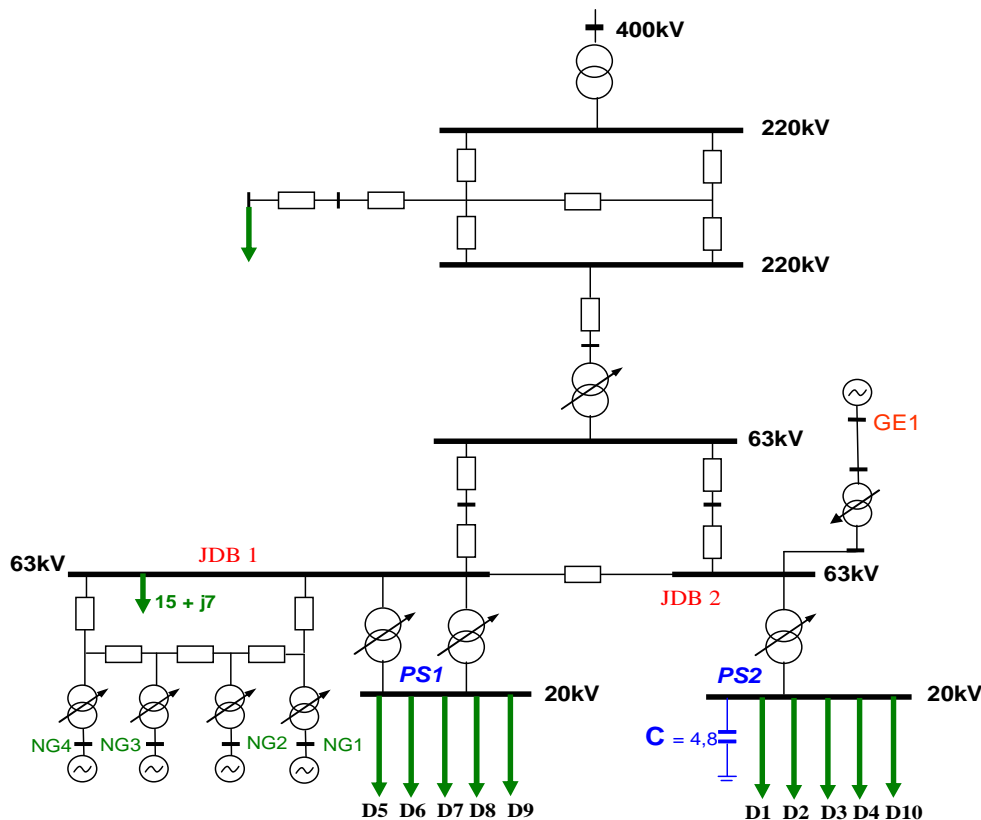 400kV
220kV
220kV
63kV
GE1
63kV
JDB 1
JDB 2
63kV
15 + j7
PS1
PS2
20kV
20kV
NG4
NG3
NG2
NG1
C = 4,8
D5 D6 D7 D8 D9
D1 D2 D3 D4 D10